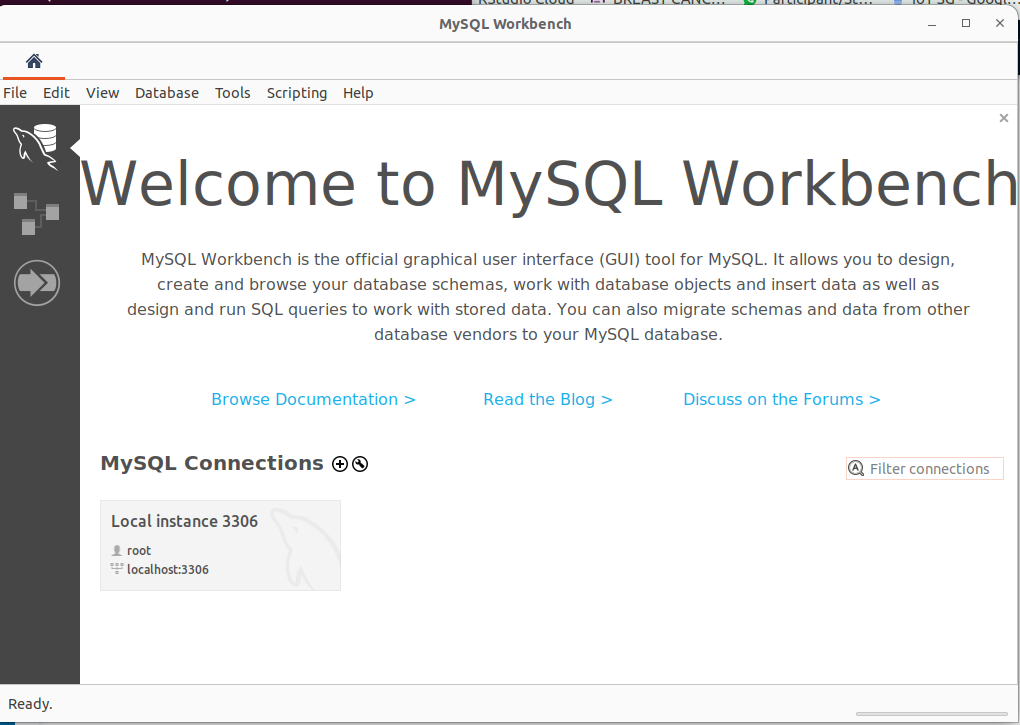 MySQL Workbench
File Edit View Database Tools Scripting Help
Welcome to MySQL Workbench
MySQL Workbench is the official graphical user interface (GUI) tool for MySQL. It allows you to design,
create and browse your database schemas, work with database objects and insert data as well as
design and run SQL queries to work with stored data. You can also migrate schemas and data from other
database vendors to your MySQL database.
Browse Documentation > Read the Blog > Discuss on the Forums >
MySQL Connections
Filter connections
Local instance 3306
root
localhost:3306
Ready.